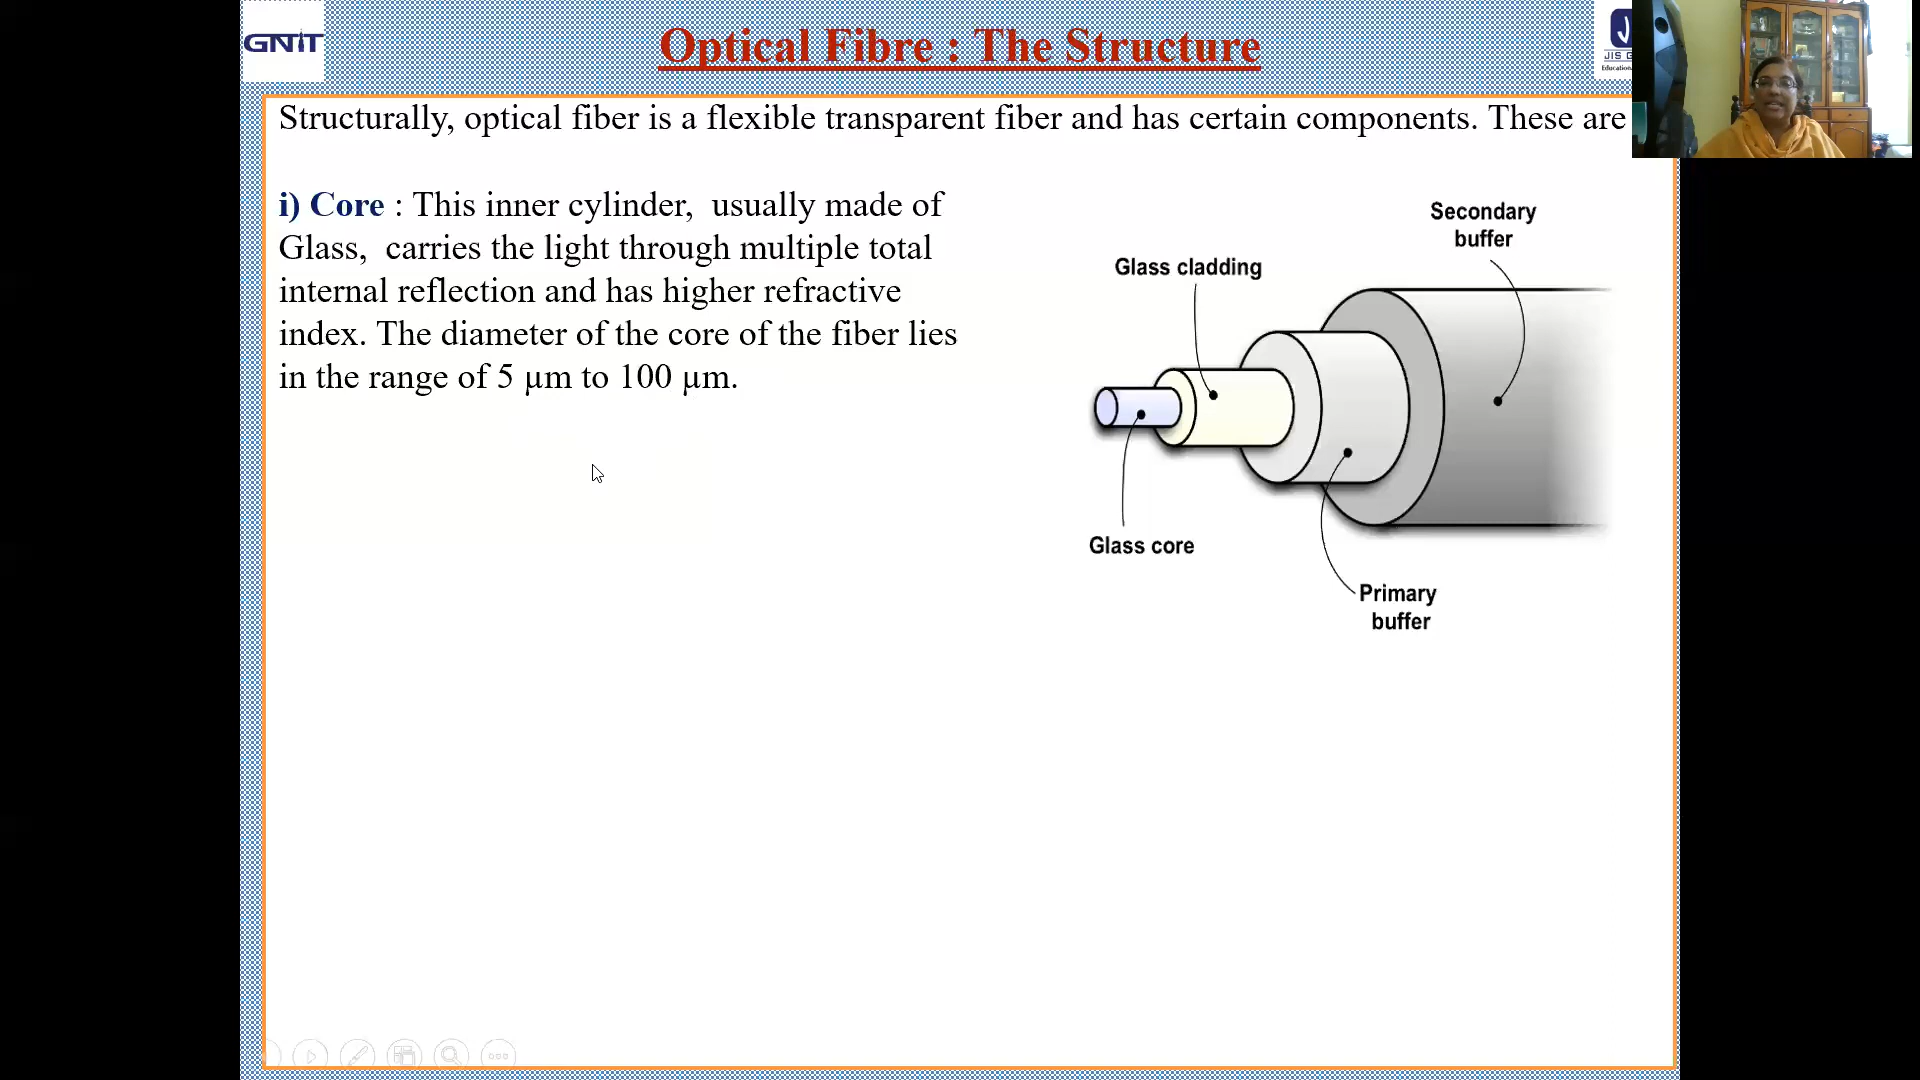 GNIT
Optical Fibre : The Structure
Structurally, optical fiber is a flexible transparent fiber and has certain components. These are
i) Core : This inner cylinder, usually made of
Glass, carries the light through multiple total
internal reflection and has higher refractive
index. The diameter of the core of the fiber lies
in the range of 5 µm to 100 µm.
Secondary
buffer
Glass cladding
Glass core
Primary
buffer